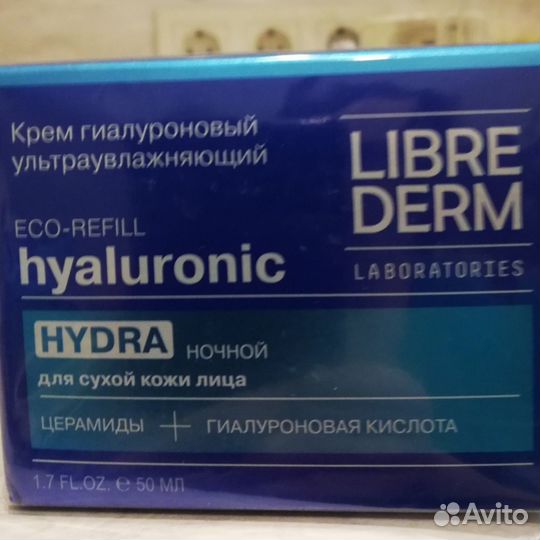 Крем гиалуроновый
ультраувлажняющий
LIBRE
DERM
LABORATORIES
ECO-REFILL
hyaluronic
HYDRA НОЧНОЙ
для сухой кожи лица
ЦЕРАМИДЫ + ГИАЛУРОНОВАЯ КИСЛОТА
1.7 FL.OZ. ℮ 50 МЛ
Avito